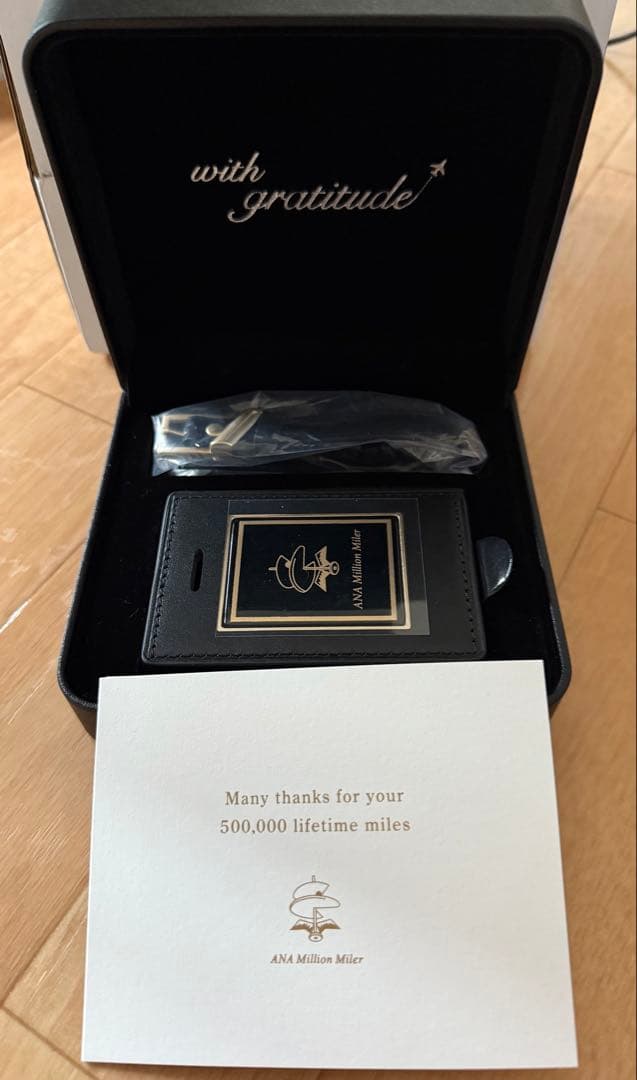 with
gratitude
ANA Million Miler
Many thanks for your
500,000 lifetime miles
ANA Million Miler